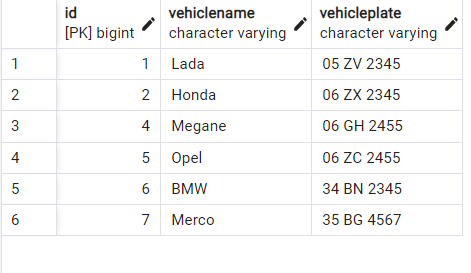 id vehiclename vehicleplate
[PK] bigint character varying character varying
1 1 Lada 05 ZV 2345
2 2 Honda 06 ZX 2345
3 4 Megane 06 GH 2455
4 5 Opel 06 ZC 2455
5 6 BMW 34 BN 2345
6 7 Merco 35 BG 4567